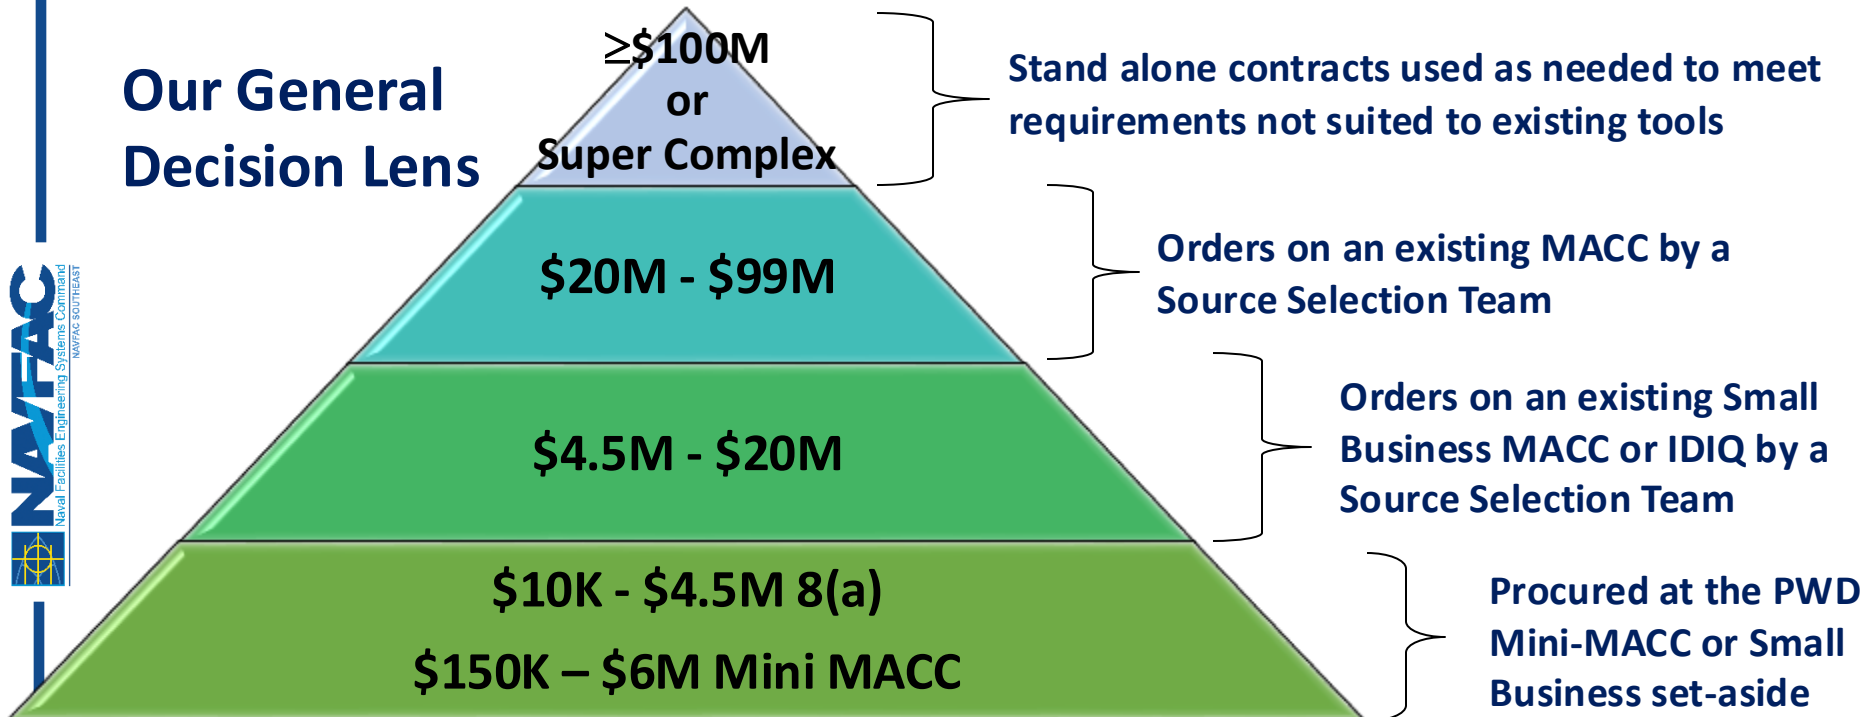 Our General
Decision Lens
≥$100M
or
Super Complex
Stand alone contracts used as needed to meet
requirements not suited to existing tools
$20M - $99M
Orders on an existing MACC by a
Source Selection Team
$4.5M - $20M
Orders on an existing Small
Business MACC or IDIQ by a
Source Selection Team
$10K - $4.5M 8(a)
$150K – $6M Mini MACC
Procured at the PWD
Mini-MACC or Small
Business set-aside
NAVFAC
Naval Facilities Engineering Systems Command
NAVFAC SOUTHEAST